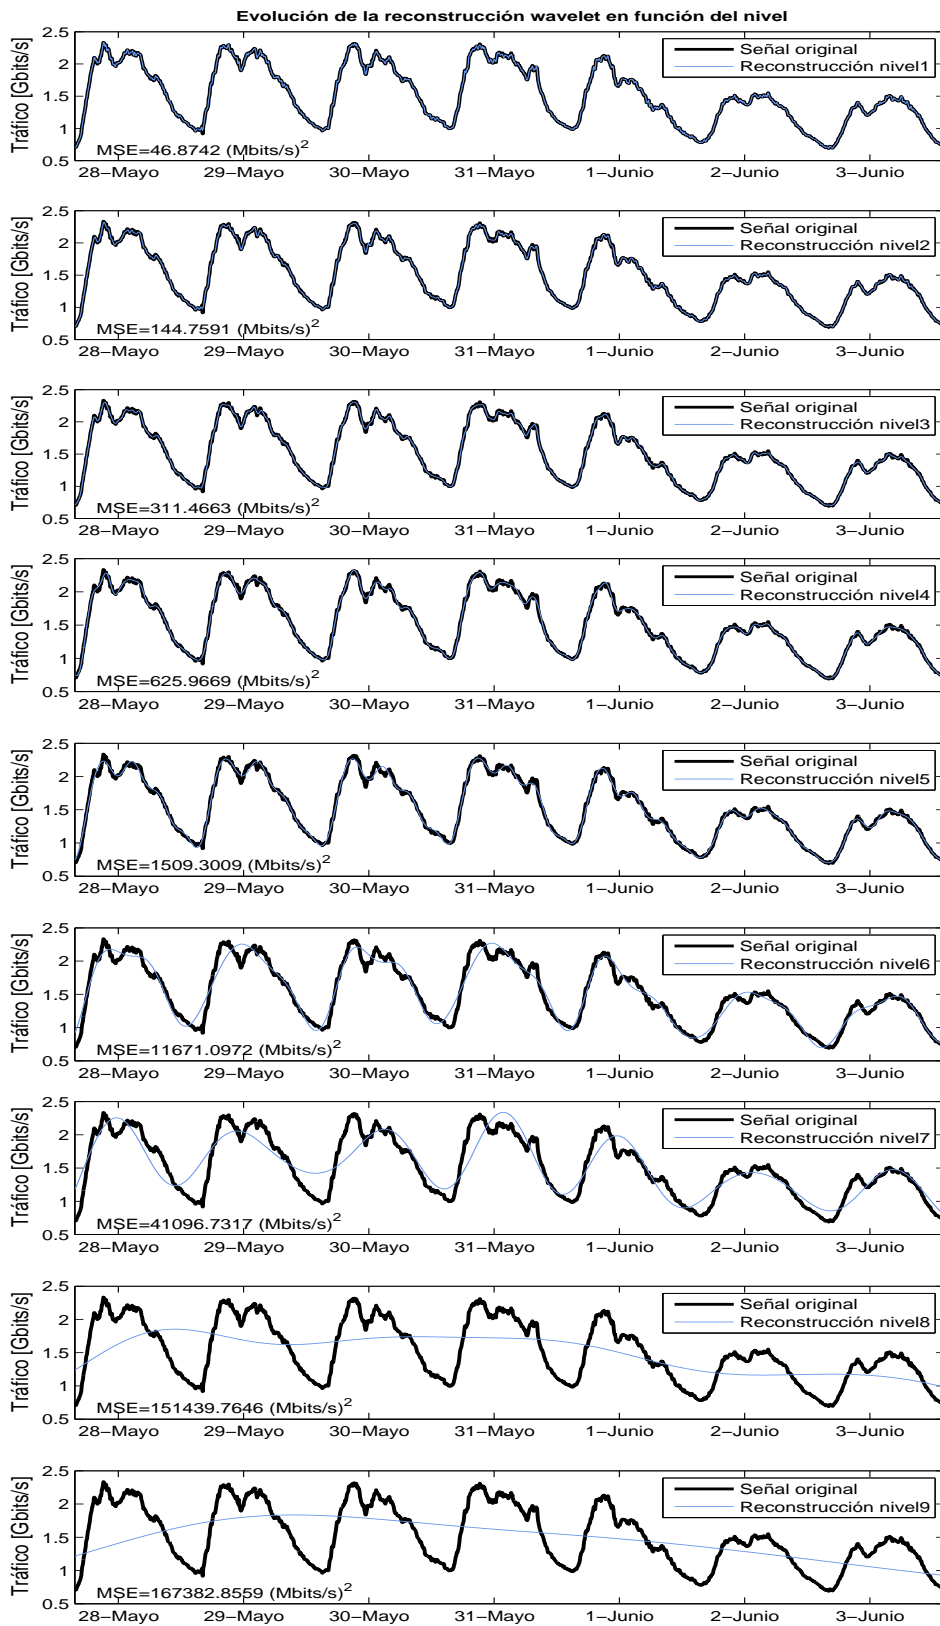 Evolución de la reconstrucción wavelet en función del nivel
Tráfico [Gbits/s]
2.5
2
1.5
1
0.5
Señal original
Reconstrucción nivel1
MSE=46.8742 (Mbits/s)2
28−Mayo 29−Mayo 30−Mayo 31−Mayo 1−Junio 2−Junio 3−Junio
Tráfico [Gbits/s]
2.5
2
1.5
1
0.5
Señal original
Reconstrucción nivel2
MSE=144.7591 (Mbits/s)2
28−Mayo 29−Mayo 30−Mayo 31−Mayo 1−Junio 2−Junio 3−Junio
Tráfico [Gbits/s]
2.5
2
1.5
1
0.5
Señal original
Reconstrucción nivel3
MSE=311.4663 (Mbits/s)2
28−Mayo 29−Mayo 30−Mayo 31−Mayo 1−Junio 2−Junio 3−Junio
Tráfico [Gbits/s]
2.5
2
1.5
1
0.5
Señal original
Reconstrucción nivel4
MSE=625.9669 (Mbits/s)2
28−Mayo 29−Mayo 30−Mayo 31−Mayo 1−Junio 2−Junio 3−Junio
Tráfico [Gbits/s]
2.5
2
1.5
1
0.5
Señal original
Reconstrucción nivel5
MSE=1509.3009 (Mbits/s)2
28−Mayo 29−Mayo 30−Mayo 31−Mayo 1−Junio 2−Junio 3−Junio
Tráfico [Gbits/s]
2.5
2
1.5
1
0.5
Señal original
Reconstrucción nivel6
MSE=11671.0972 (Mbits/s)2
28−Mayo 29−Mayo 30−Mayo 31−Mayo 1−Junio 2−Junio 3−Junio
Tráfico [Gbits/s]
2.5
2
1.5
1
0.5
Señal original
Reconstrucción nivel7
MSE=41096.7317 (Mbits/s)2
28−Mayo 29−Mayo 30−Mayo 31−Mayo 1−Junio 2−Junio 3−Junio
Tráfico [Gbits/s]
2.5
2
1.5
1
0.5
Señal original
Reconstrucción nivel8
MSE=151439.7646 (Mbits/s)2
28−Mayo 29−Mayo 30−Mayo 31−Mayo 1−Junio 2−Junio 3−Junio
Tráfico [Gbits/s]
2.5
2
1.5
1
0.5
Señal original
Reconstrucción nivel9
MSE=167382.8559 (Mbits/s)2
28−Mayo 29−Mayo 30−Mayo 31−Mayo 1−Junio 2−Junio 3−Junio